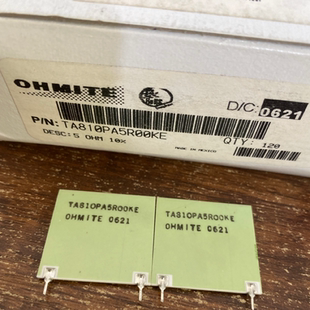 OHMITE
D/C: 0621
P/N: TA810PA5R00KE
DESC: 5 OHM 10%
QTY: 120
MADE IN MEXICO
TA810PA5R00KE
OHMITE 0621
TA810PA5R00KE
OHMITE 0621